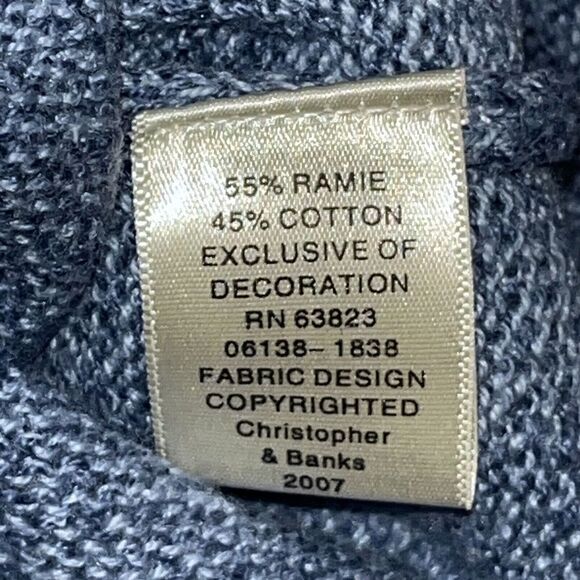 55% RAMIE
45% COTTON
EXCLUSIVE OF
DECORATION
RN 63823
06138–1838
FABRIC DESIGN
COPYRIGHTED
Christopher
& Banks
2007